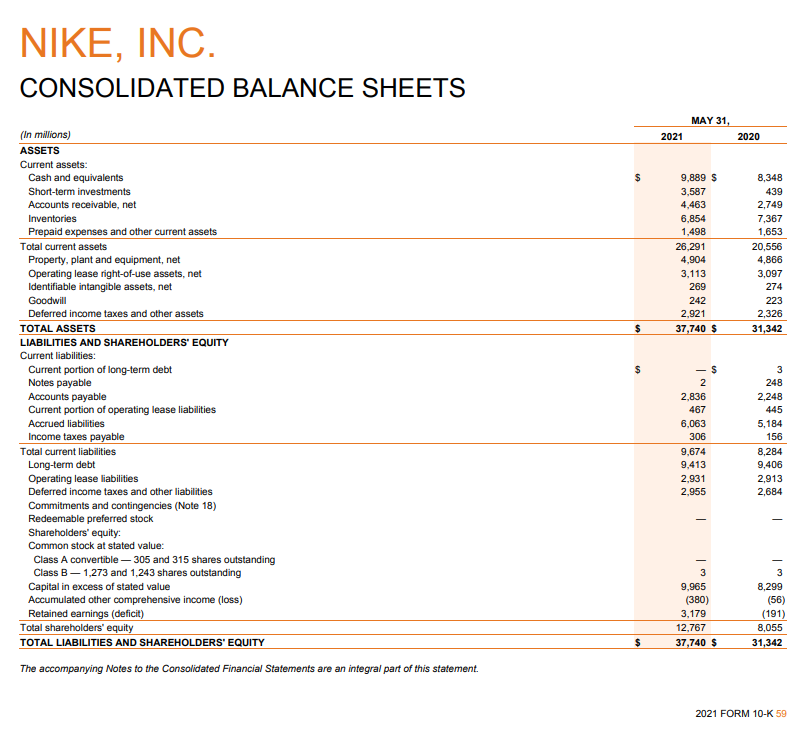 NIKE, INC.
CONSOLIDATED BALANCE SHEETS
MAY 31,
(In millions) 2021 2020
ASSETS
Current assets:
Cash and equivalents $ 9,889 $ 8,348
Short-term investments 3,587 439
Accounts receivable, net 4,463 2,749
Inventories 6,854 7,367
Prepaid expenses and other current assets 1,498 1,653
Total current assets 26,291 20,556
Property, plant and equipment, net 4,904 4,866
Operating lease right-of-use assets, net 3,113 3,097
Identifiable intangible assets, net 269 274
Goodwill 242 223
Deferred income taxes and other assets 2,921 2,326
TOTAL ASSETS $ 37,740 $ 31,342
LIABILITIES AND SHAREHOLDERS' EQUITY
Current liabilities:
Current portion of long-term debt $ — $ 3
Notes payable 2 248
Accounts payable 2,836 2,248
Current portion of operating lease liabilities 467 445
Accrued liabilities 6,063 5,184
Income taxes payable 306 156
Total current liabilities 9,674 8,284
Long-term debt 9,413 9,406
Operating lease liabilities 2,931 2,913
Deferred income taxes and other liabilities 2,955 2,684
Commitments and contingencies (Note 18)
Redeemable preferred stock — —
Shareholders' equity:
Common stock at stated value:
Class A convertible — 305 and 315 shares outstanding — —
Class B — 1,273 and 1,243 shares outstanding 3 3
Capital in excess of stated value 9,965 8,299
Accumulated other comprehensive income (loss) (380) (56)
Retained earnings (deficit) 3,179 (191)
Total shareholders' equity 12,767 8,055
TOTAL LIABILITIES AND SHAREHOLDERS' EQUITY $ 37,740 $ 31,342
The accompanying Notes to the Consolidated Financial Statements are an integral part of this statement.
2021 FORM 10-K 59